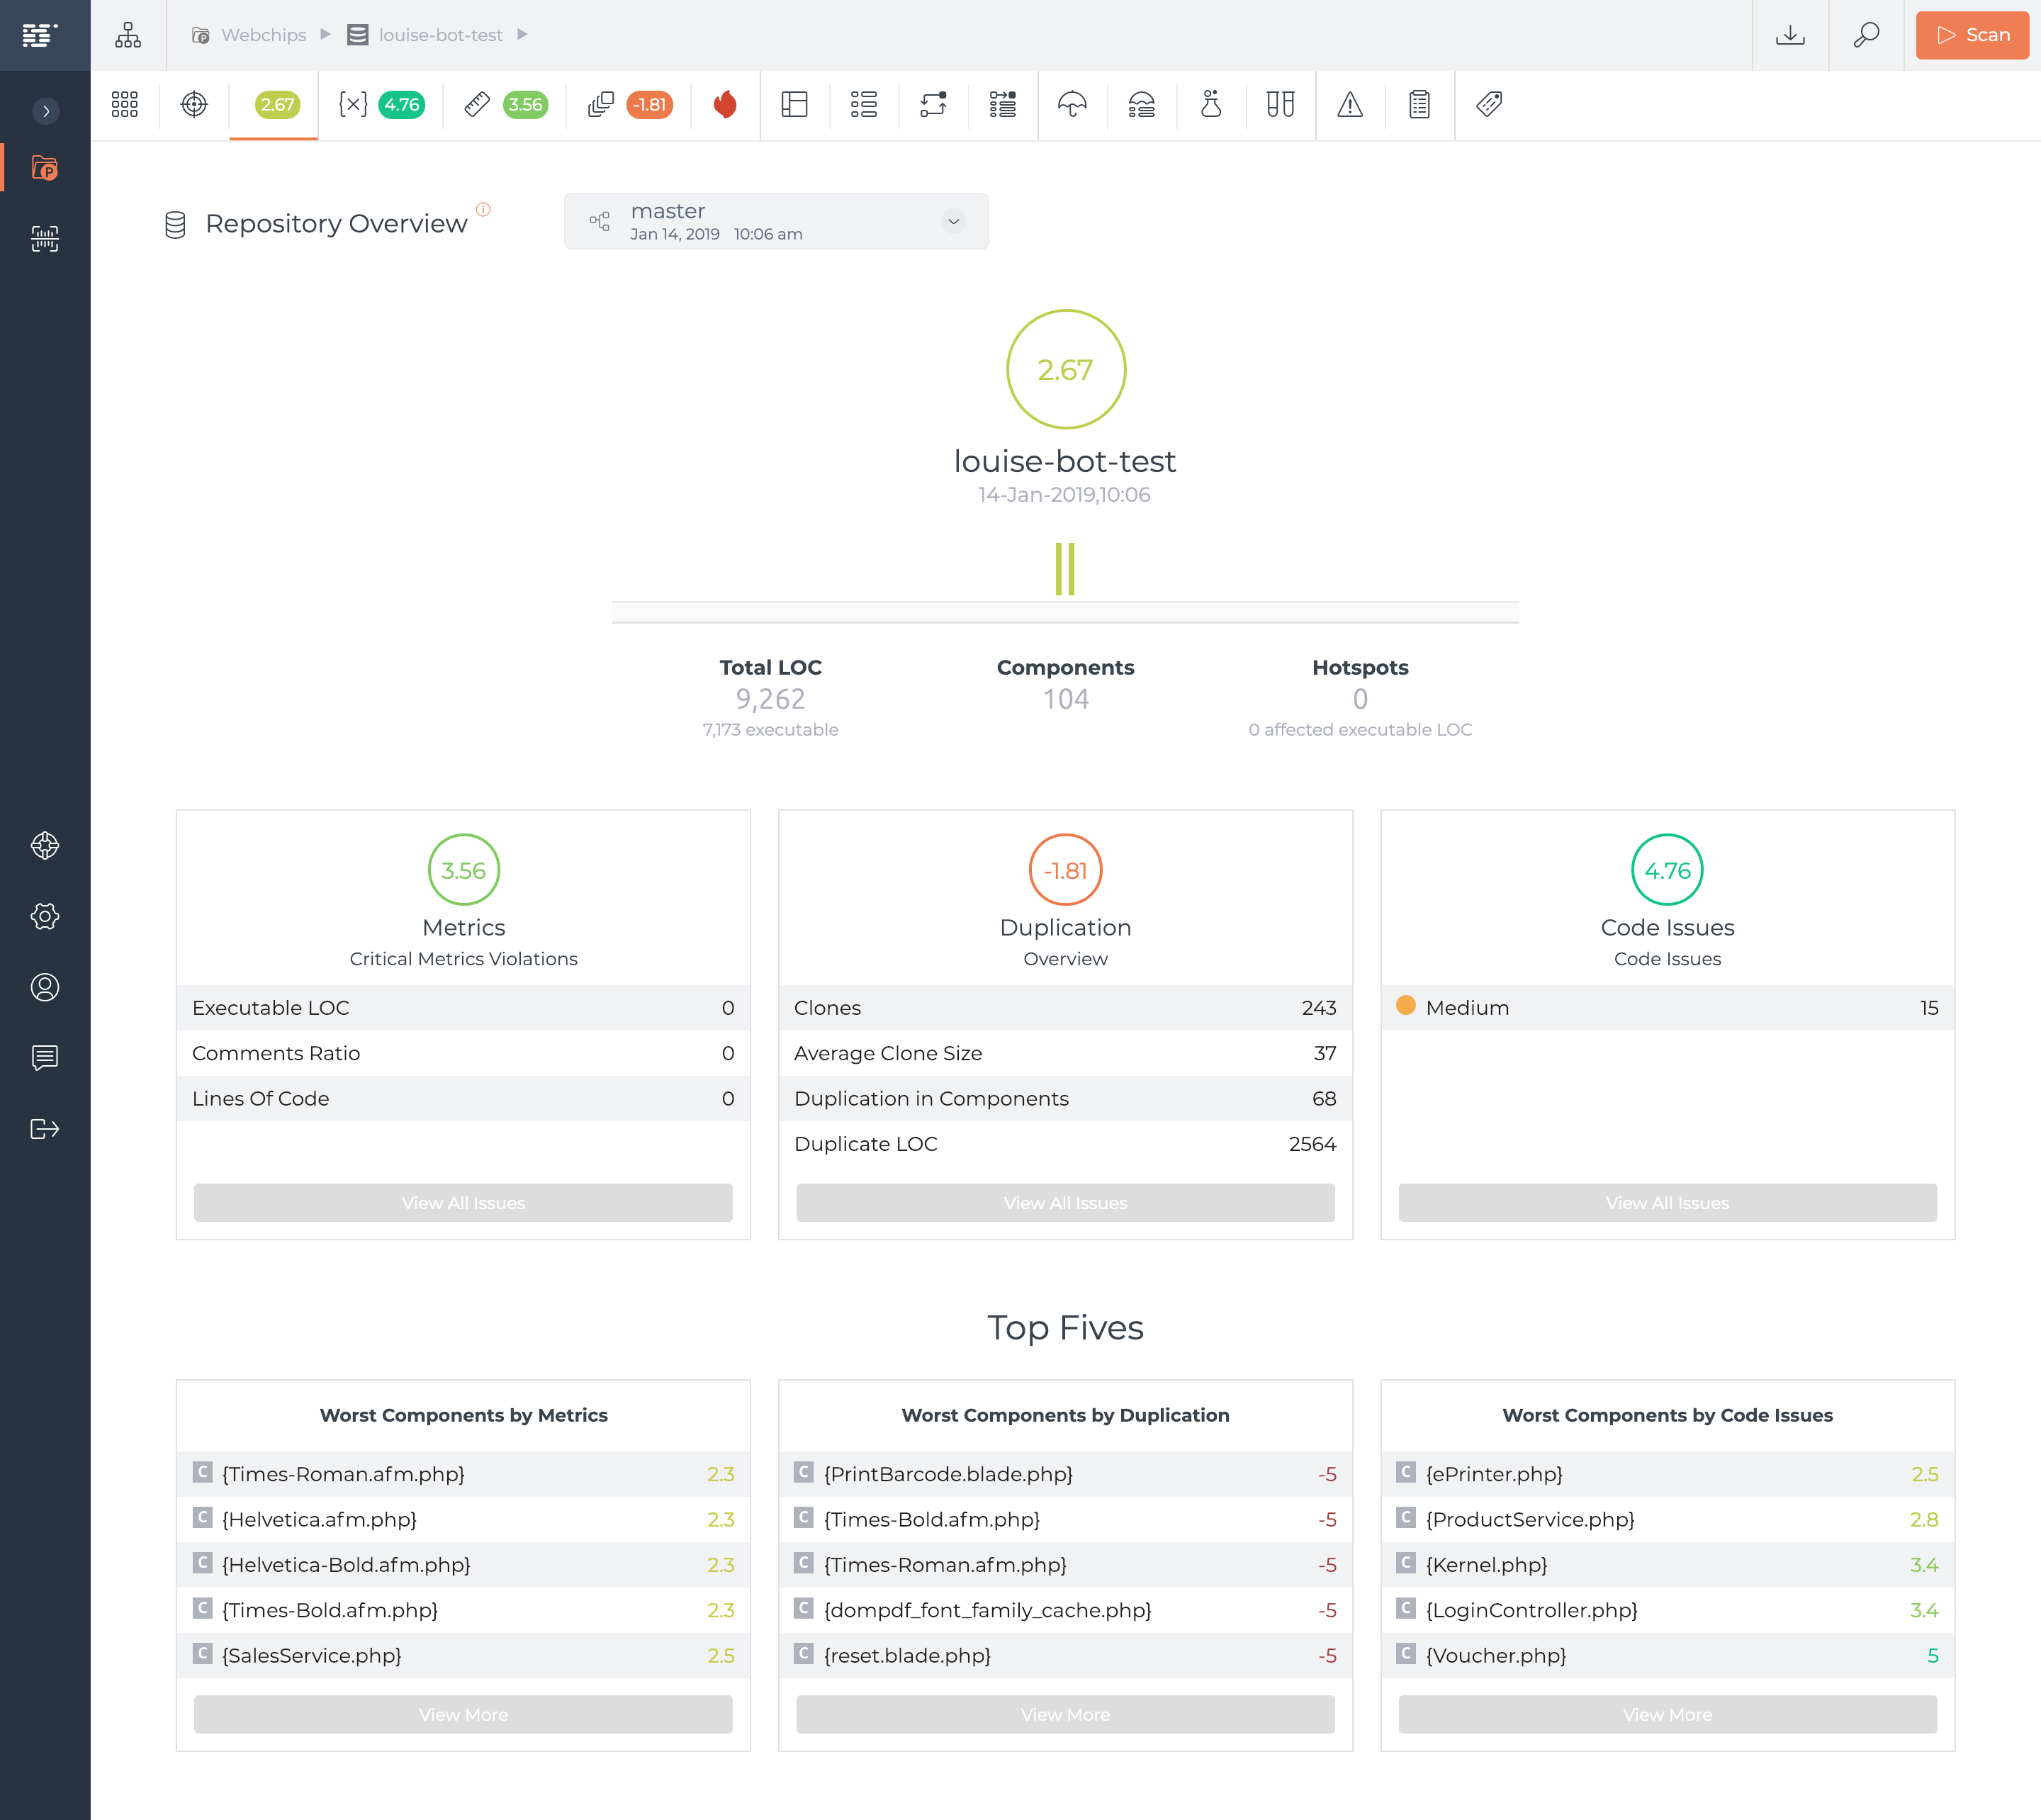 Webchips louise-bot-test
Scan
2.67 {x} 4.76 3.56 -1.81
P
Repository Overview
master
Jan 14, 2019 10:06 am
2.67
louise-bot-test
14-Jan-2019,10:06
Total LOC
9,262
7,173 executable
Components
104
Hotspots
0
0 affected executable LOC
3.56
Metrics
Critical Metrics Violations
Executable LOC 0
Comments Ratio 0
Lines Of Code 0
View All Issues
-1.81
Duplication
Overview
Clones 243
Average Clone Size 37
Duplication in Components 68
Duplicate LOC 2564
View All Issues
4.76
Code Issues
Code Issues
Medium 15
View All Issues
Top Fives
Worst Components by Metrics
C {Times-Roman.afm.php} 2.3
C {Helvetica.afm.php} 2.3
C {Helvetica-Bold.afm.php} 2.3
C {Times-Bold.afm.php} 2.3
C {SalesService.php} 2.5
View More
Worst Components by Duplication
C {PrintBarcode.blade.php} -5
C {Times-Bold.afm.php} -5
C {Times-Roman.afm.php} -5
C {dompdf_font_family_cache.php} -5
C {reset.blade.php} -5
View More
Worst Components by Code Issues
C {ePrinter.php} 2.5
C {ProductService.php} 2.8
C {Kernel.php} 3.4
C {LoginController.php} 3.4
C {Voucher.php} 5
View More